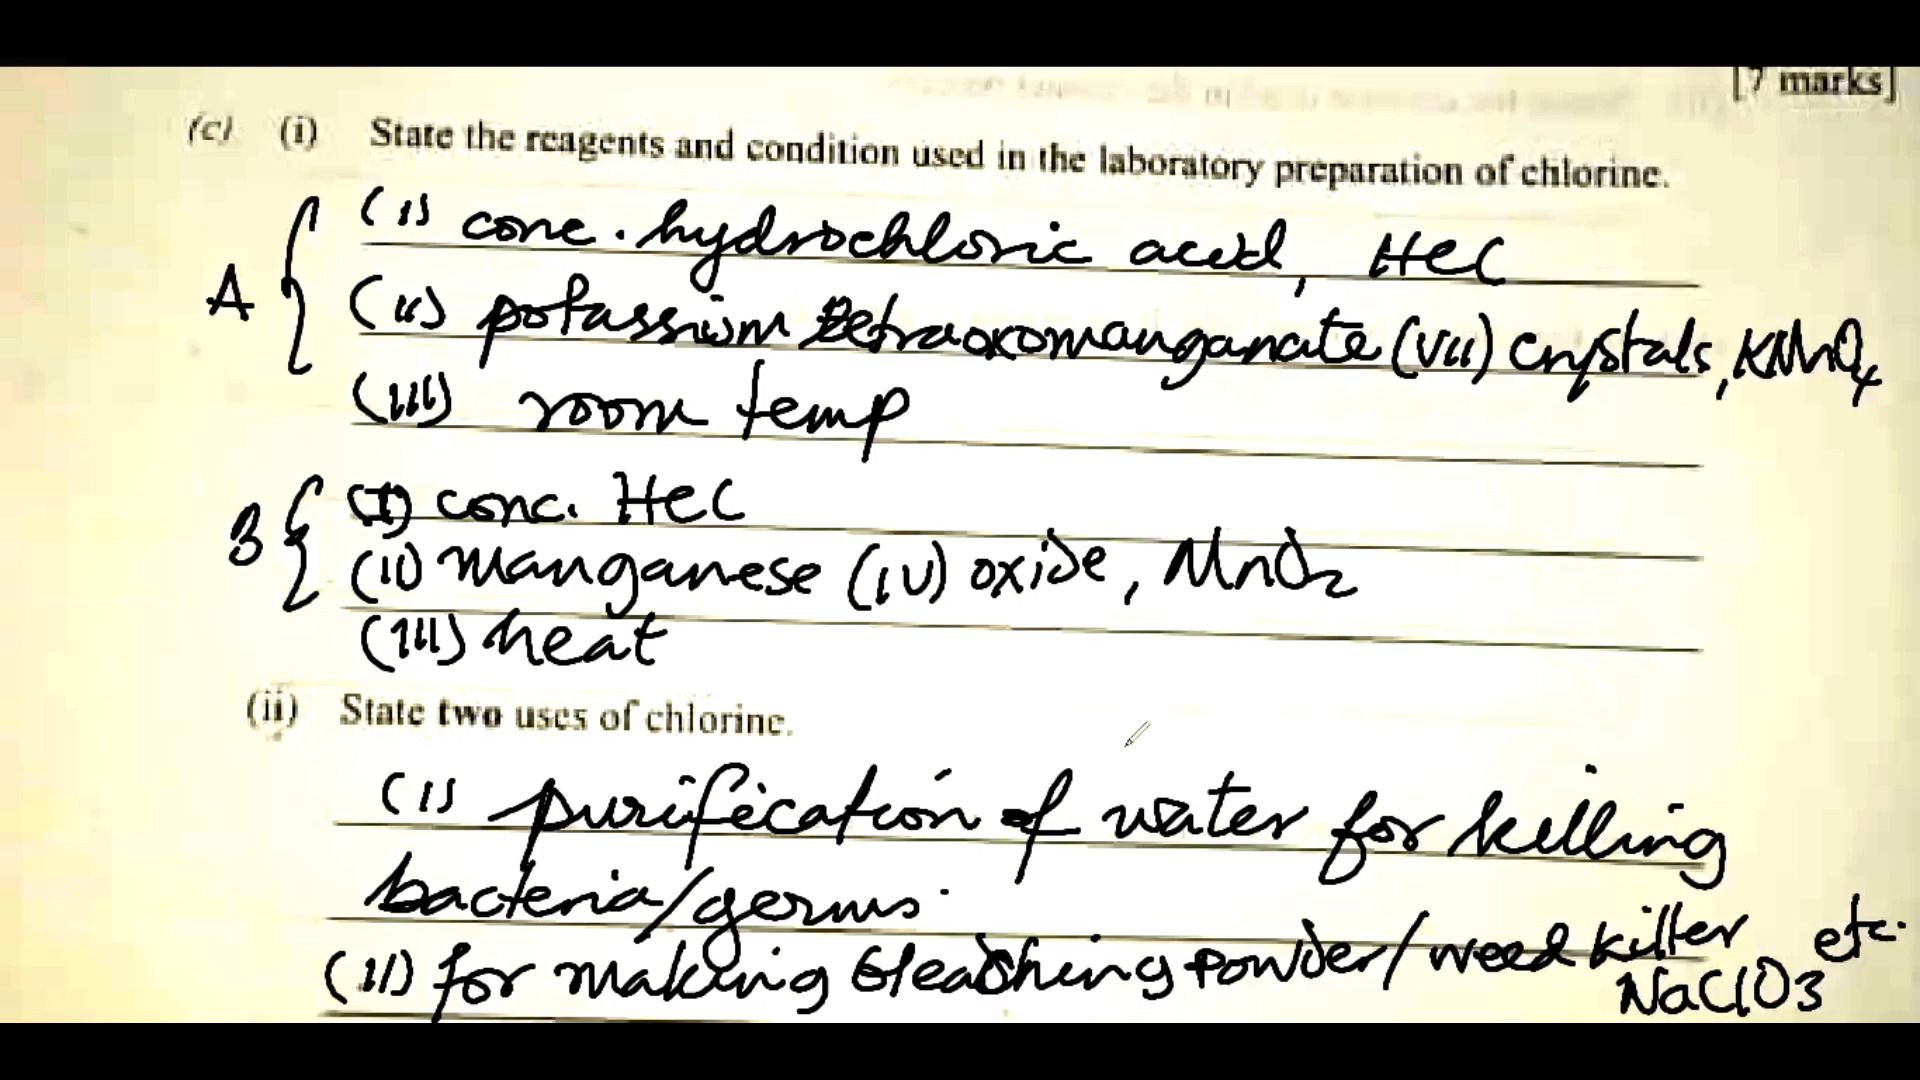 [7 marks]
(c) (i) State the reagents and condition used in the laboratory preparation of chlorine.
(i) conc. hydrochloric acid, HCl
A { (ii) potassium tetraoxomanganate (VII) crystals, KMnO4
(iii) room temp
(I) conc. HCl
B { (ii) manganese (IV) oxide, MnO2
(III) heat
(ii) State two uses of chlorine.
(i) purification of water for killing
bacteria/germs.
(ii) for making bleaching powder/weed killer etc.
NaClO3